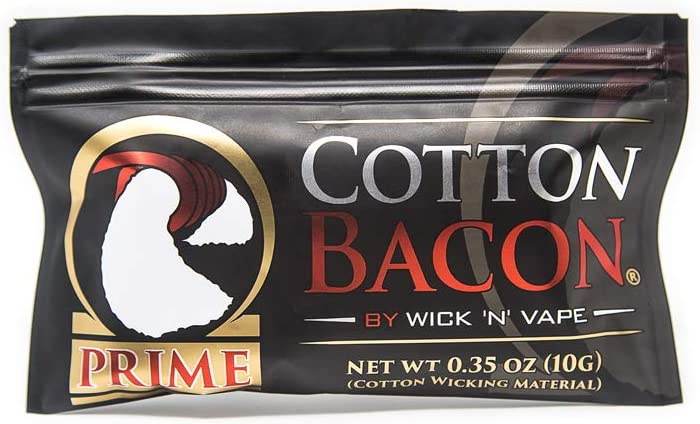 COTTON
BACON®
BY WICK 'N' VAPE
PRIME
NET WT 0.35 OZ (10G)
(COTTON WICKING MATERIAL)